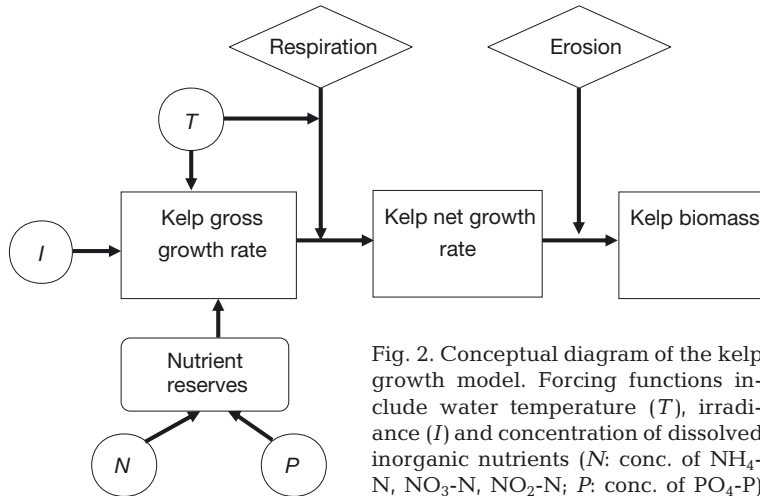 Respiration
Erosion
T
Kelp gross
growth rate
Kelp net growth
rate
Kelp biomass
I
Nutrient
reserves
N
P
Fig. 2. Conceptual diagram of the kelp
growth model. Forcing functions in-
clude water temperature (T), irradi-
ance (I) and concentration of dissolved
inorganic nutrients (N: conc. of NH4-
N, NO3-N, NO2-N; P: conc. of PO4-P)